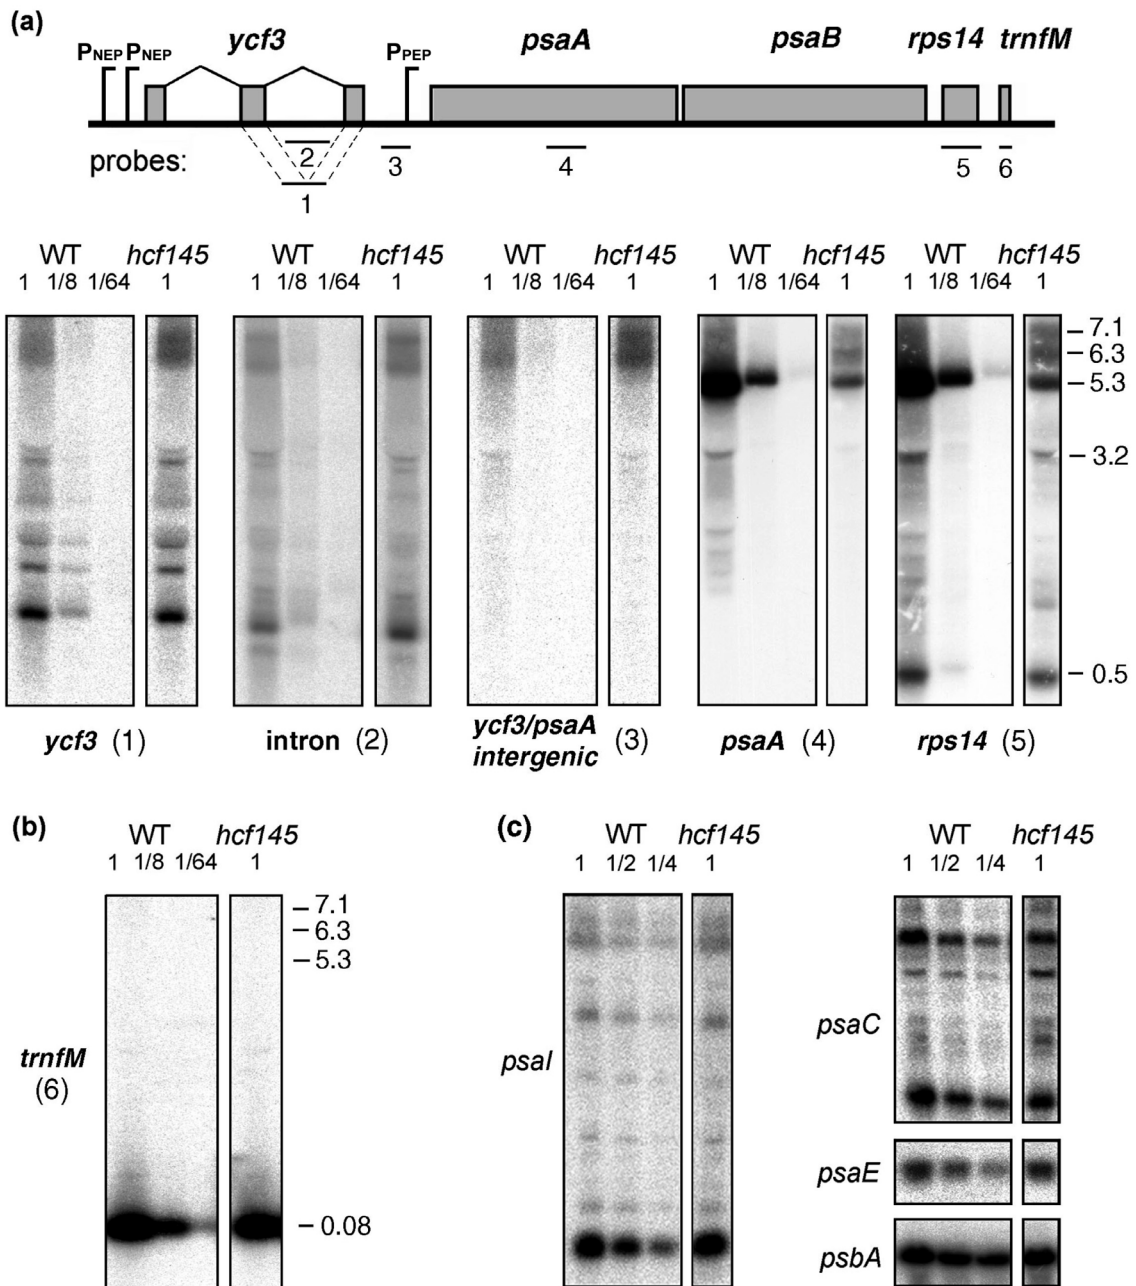 (a)
ycf3 psaA psaB rps14 trnfM
PNEP PNEP PPEP
probes: 2 3 4 5 6
1
WT hcf145 WT hcf145 WT hcf145 WT hcf145 WT hcf145
1 1/8 1/64 1 1 1/8 1/64 1 1 1/8 1/64 1 1 1/8 1/64 1 1 1/8 1/64 1
7.1
6.3
5.3
3.2
0.5
ycf3 (1) intron (2) ycf3/psaA intergenic (3) psaA (4) rps14 (5)
(b)
WT hcf145
1 1/8 1/64 1
7.1
6.3
5.3
trnfM
(6)
0.08
(c)
WT hcf145 WT hcf145
1 1/2 1/4 1 1 1/2 1/4 1
psaI
psaC
psaE
psbA